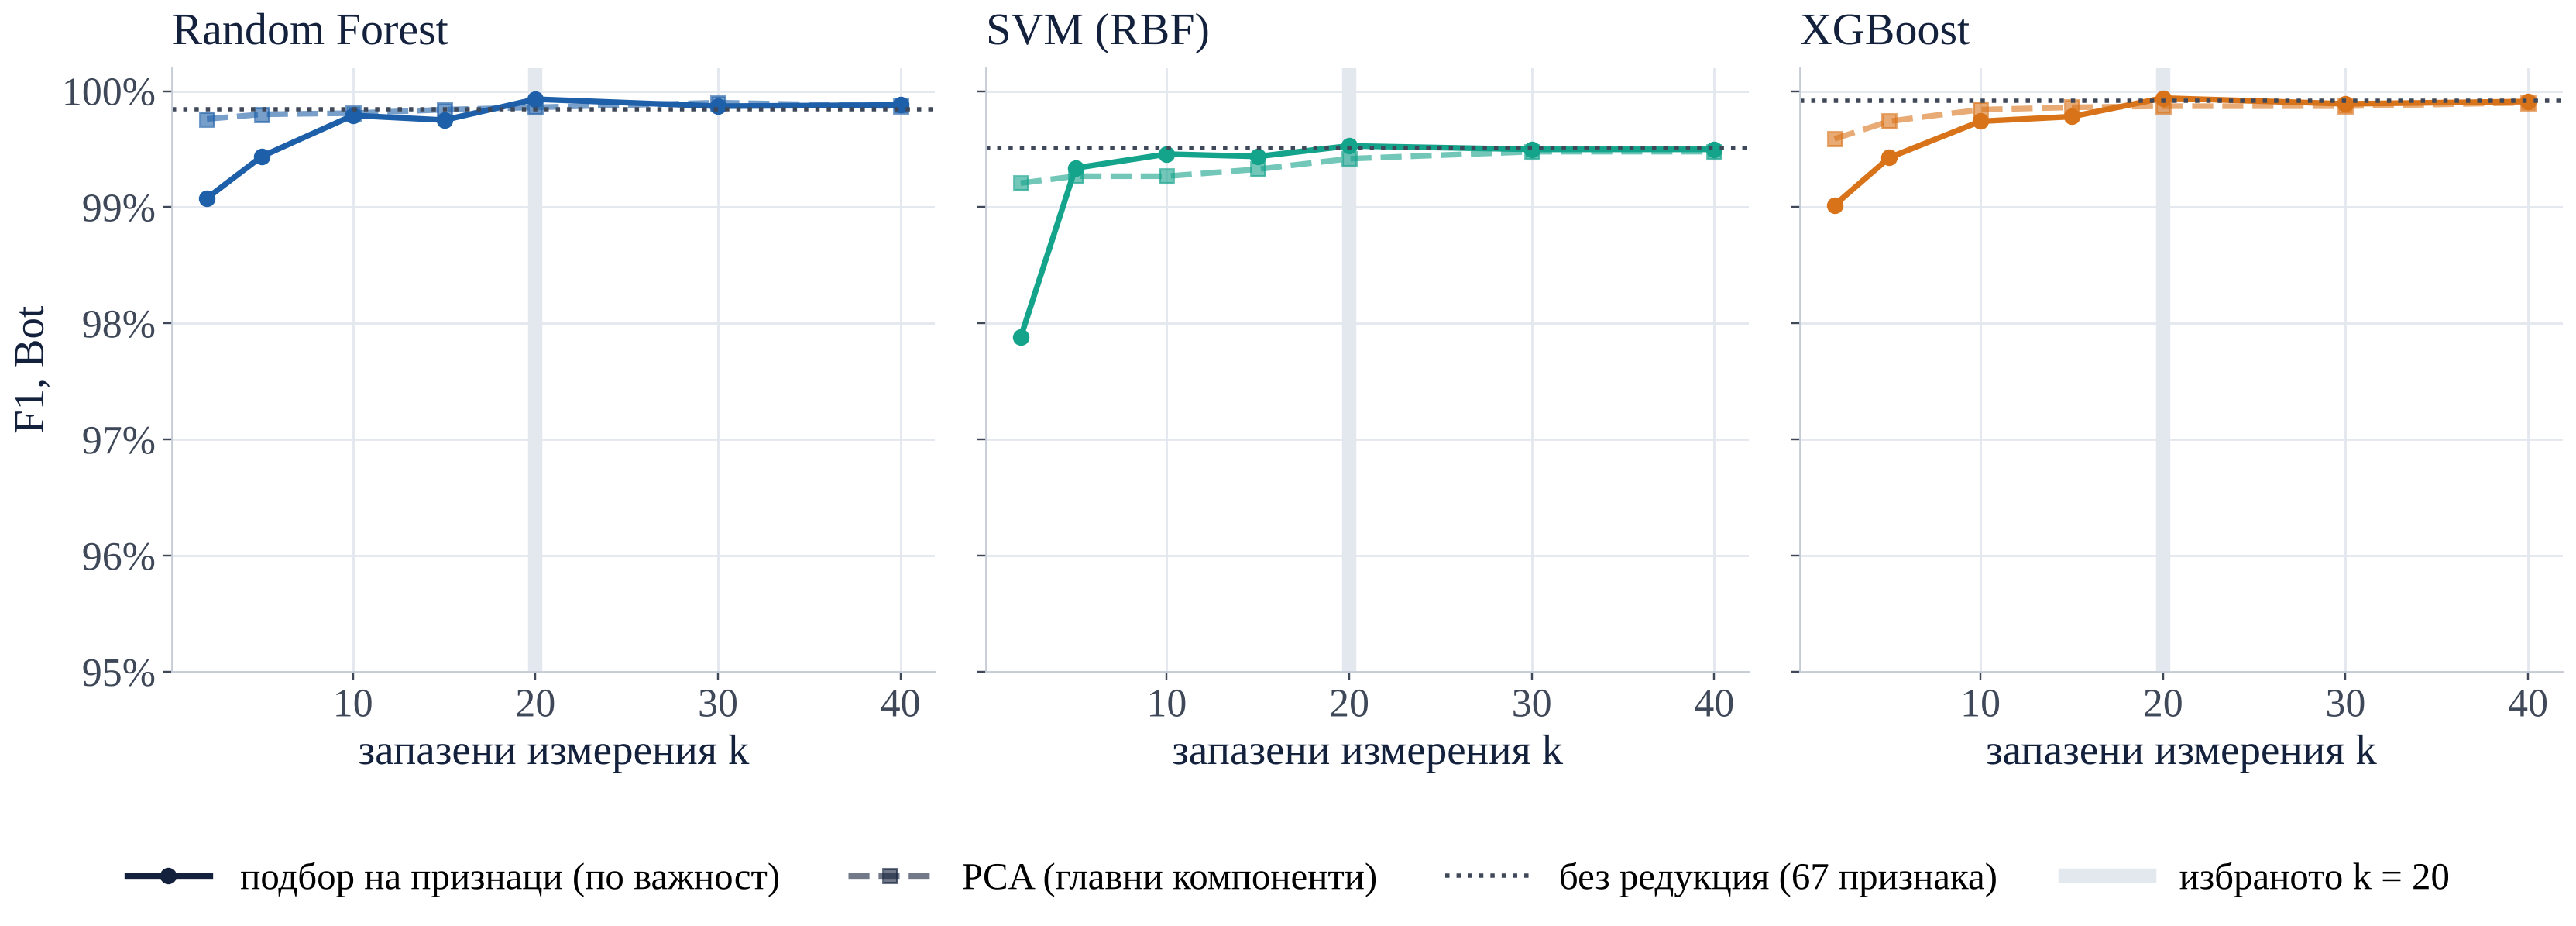 Random Forest
SVM (RBF)
XGBoost
F1, Bot
100%
99%
98%
97%
96%
95%
10 20 30 40
10 20 30 40
10 20 30 40
запазени измерения k
запазени измерения k
запазени измерения k
подбор на признаци (по важност)
PCA (главни компоненти)
без редукция (67 признака)
избраното k = 20